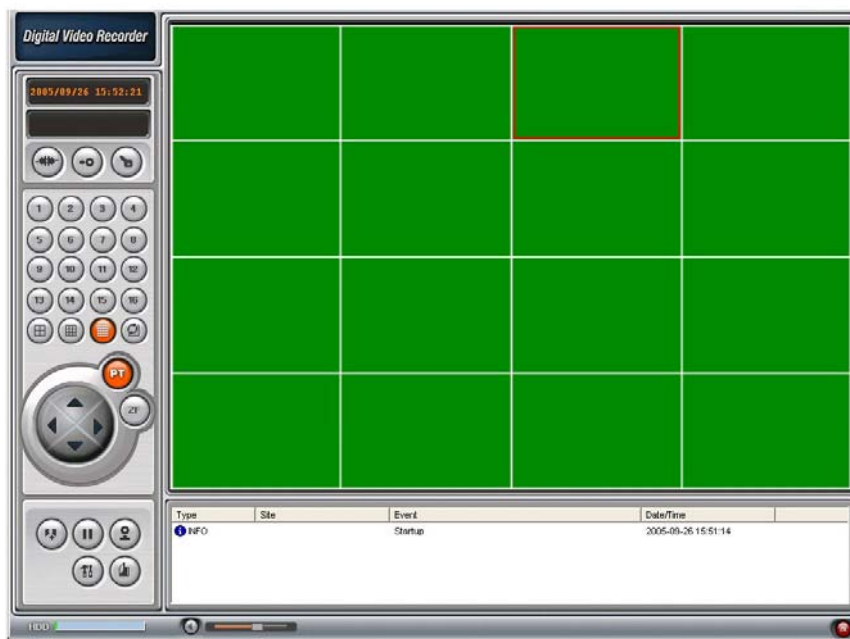 Digital Video Recorder
2005/09/26 15:52:21
1 2 3 4
5 6 7 8
9 10 11 12
13 14 15 16
PT
ZF
Type Site Event Date/Time
INFO Startup 2005-09-26 15:51:14
HDD